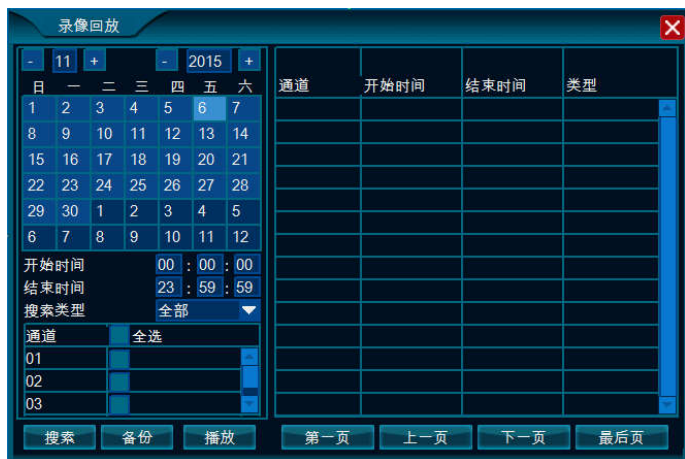 录像回放
- 11 + - 2015 +
日 一 二 三 四 五 六
1 2 3 4 5 6 7
8 9 10 11 12 13 14
15 16 17 18 19 20 21
22 23 24 25 26 27 28
29 30 1 2 3 4 5
6 7 8 9 10 11 12
开始时间 00 : 00 : 00
结束时间 23 : 59 : 59
搜索类型 全部
通道 全选
01
02
03
搜索 备份 播放
通道 开始时间 结束时间 类型
第一页 上一页 下一页 最后页